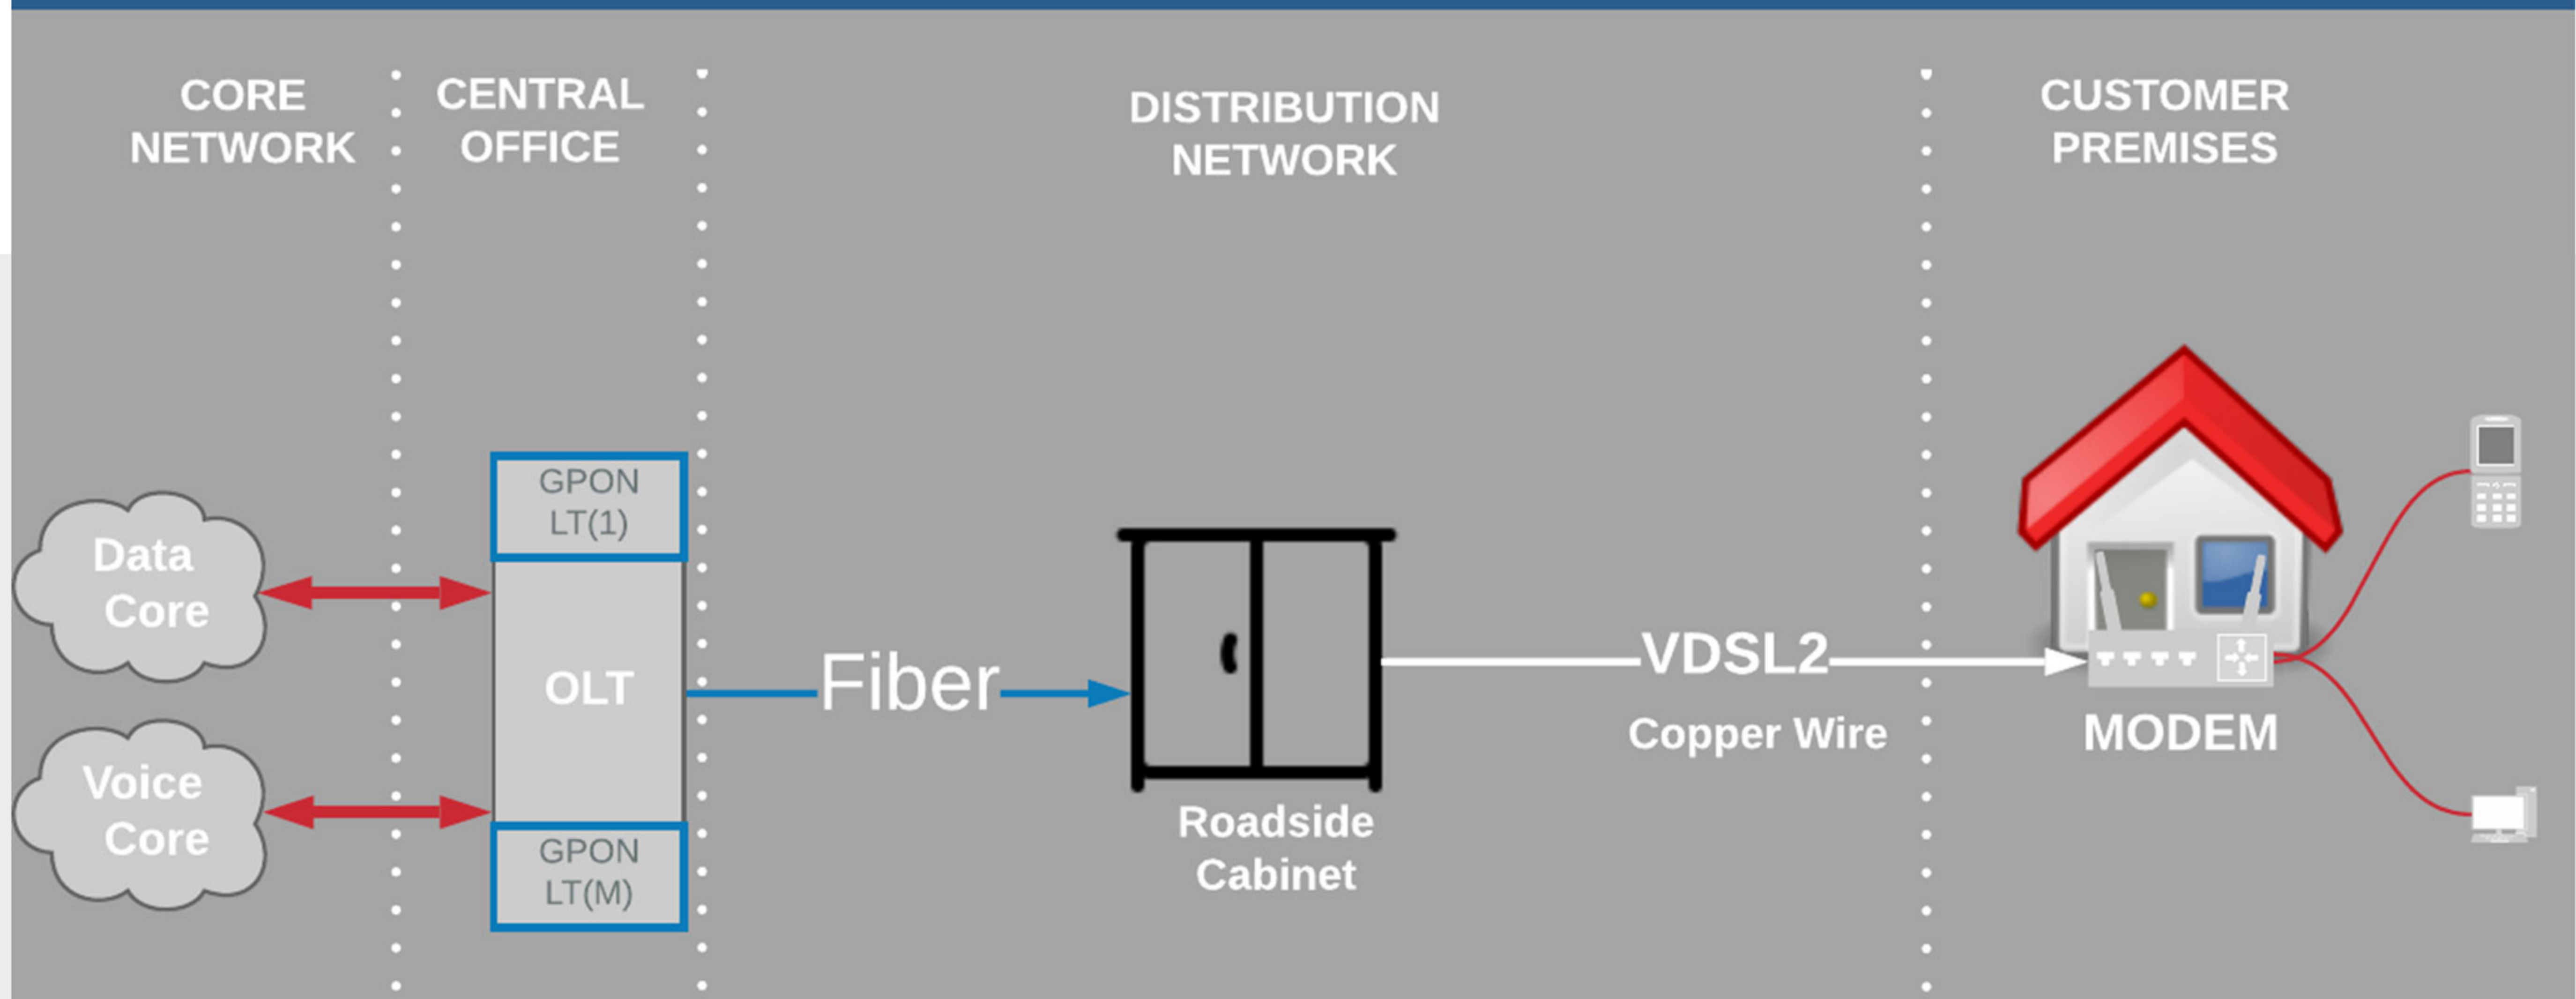 CORE
NETWORK
CENTRAL
OFFICE
DISTRIBUTION
NETWORK
CUSTOMER
PREMISES
Data
Core
Voice
Core
GPON
LT(1)
OLT
GPON
LT(M)
Fiber
Roadside
Cabinet
VDSL2
Copper Wire
MODEM